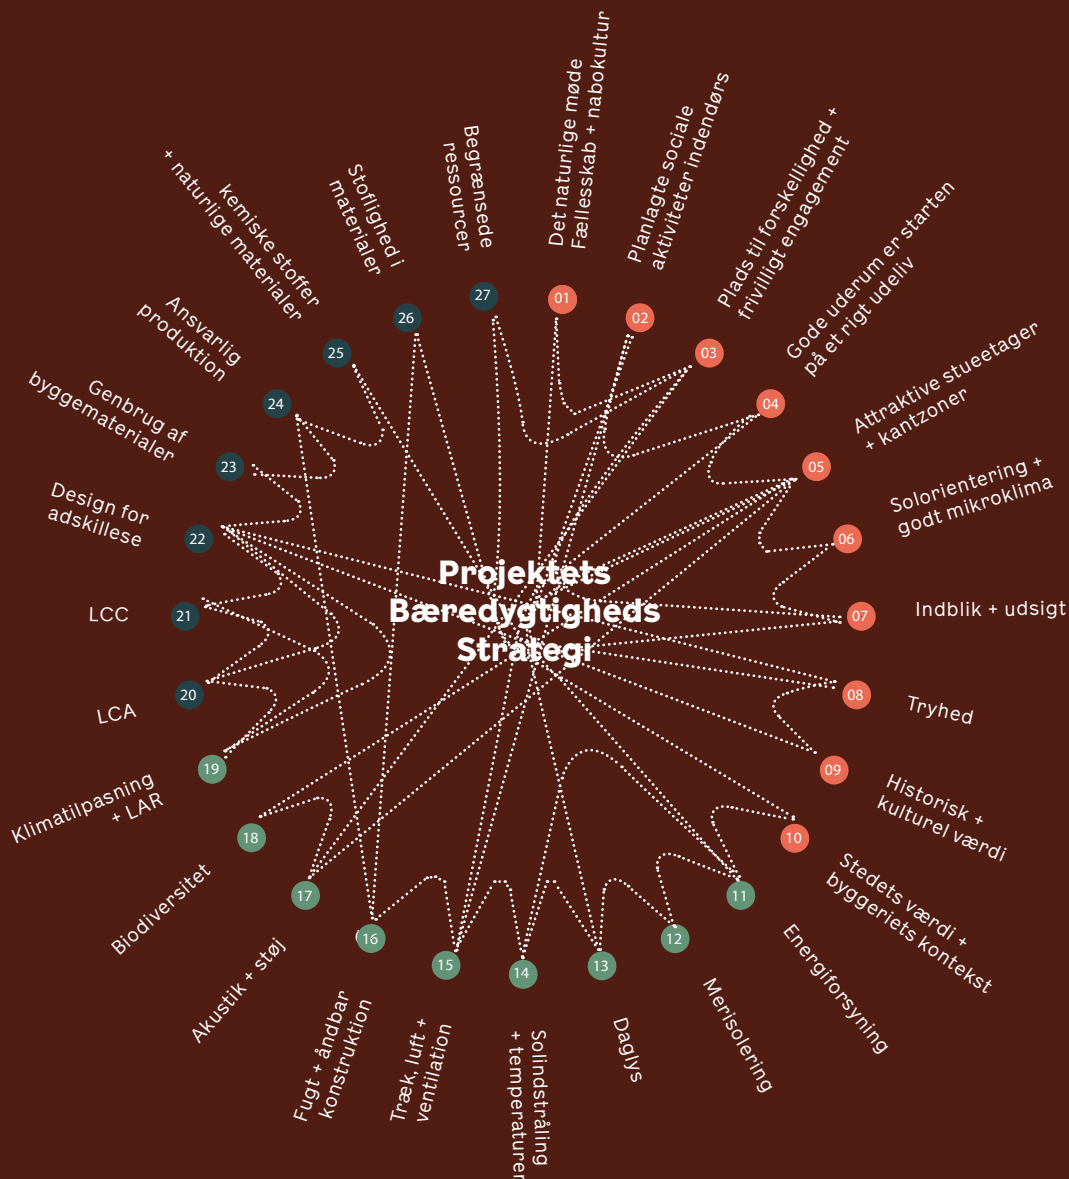 Projektets
Bæredygtigheds
Strategi
01
Det naturlige møde
Fællesskab + nabokultur
02
Planlagte sociale
aktiviteter indendørs
03
Plads til forskellighed +
frivilligt engagement
04
Gode uderum er starten
på et rigt udeliv
05
Attraktive stueetager
+ kantzoner
06
Solorientering +
godt mikroklima
07
Indblik + udsigt
08
Tryhed
09
Historisk +
kulturel værdi
10
Stedets værdi +
byggeriets kontekst
11
Energiforsyning
12
Merisolering
13
Daglys
14
Solindstråling
+ temperaturer
15
Træk, luft +
ventilation
16
Fugt + åndbar
konstruktion
17
Akustik + støj
18
Biodiversitet
19
Klimatilpasning
+ LAR
20
LCA
21
LCC
22
Design for
adskillese
23
Genbrug af
byggematerialer
24
Ansvarlig
produktion
25
kemiske stoffer
+ naturlige materialer
26
Stoflighed i
materialer
27
Begrænsede
ressourcer